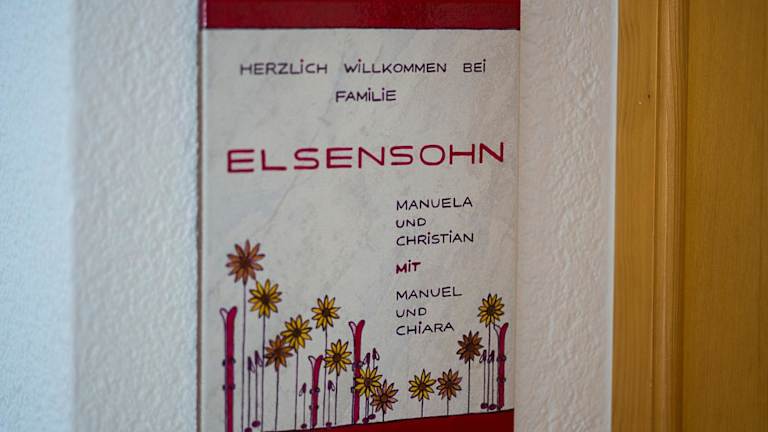 HERZLiCH WiLLKOMMEN BEi
FAMiLiE
ELSENSOHN
MANUELA
UND
CHRiSTiAN
MiT
MANUEL
UND
CHiARA